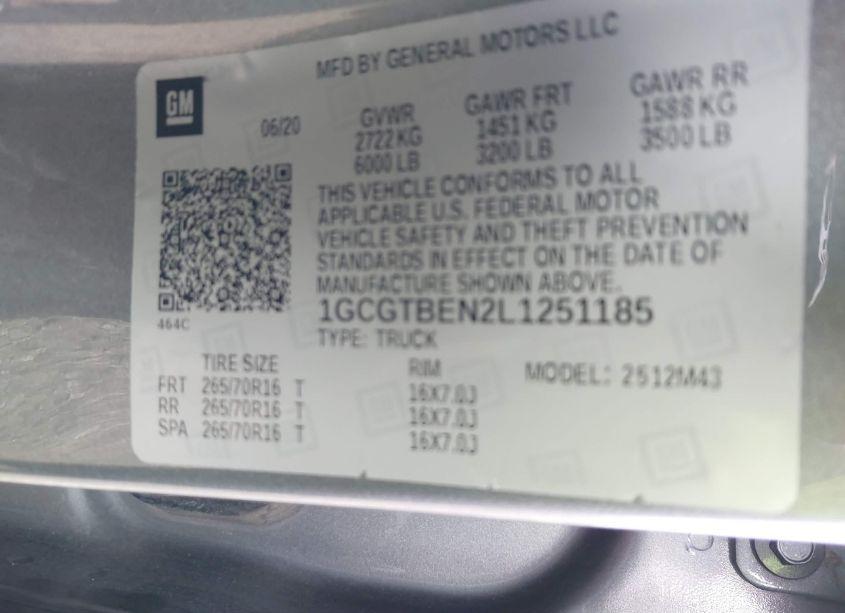 MFD BY GENERAL MOTORS LLC
GM
06/20
GVWR GAWR FRT GAWR RR
2722 KG 1451 KG 1588 KG
6000 LB 3200 LB 3500 LB
THIS VEHICLE CONFORMS TO ALL
APPLICABLE U.S. FEDERAL MOTOR
VEHICLE SAFETY AND THEFT PREVENTION
STANDARDS IN EFFECT ON THE DATE OF
MANUFACTURE SHOWN ABOVE.
1GCGTBEN2L1251185
464C
TYPE: TRUCK
TIRE SIZE RIM MODEL: 2512M43
FRT 265/70R16 T 16X7.0J
RR 265/70R16 T 16X7.0J
SPA 265/70R16 T 16X7.0J